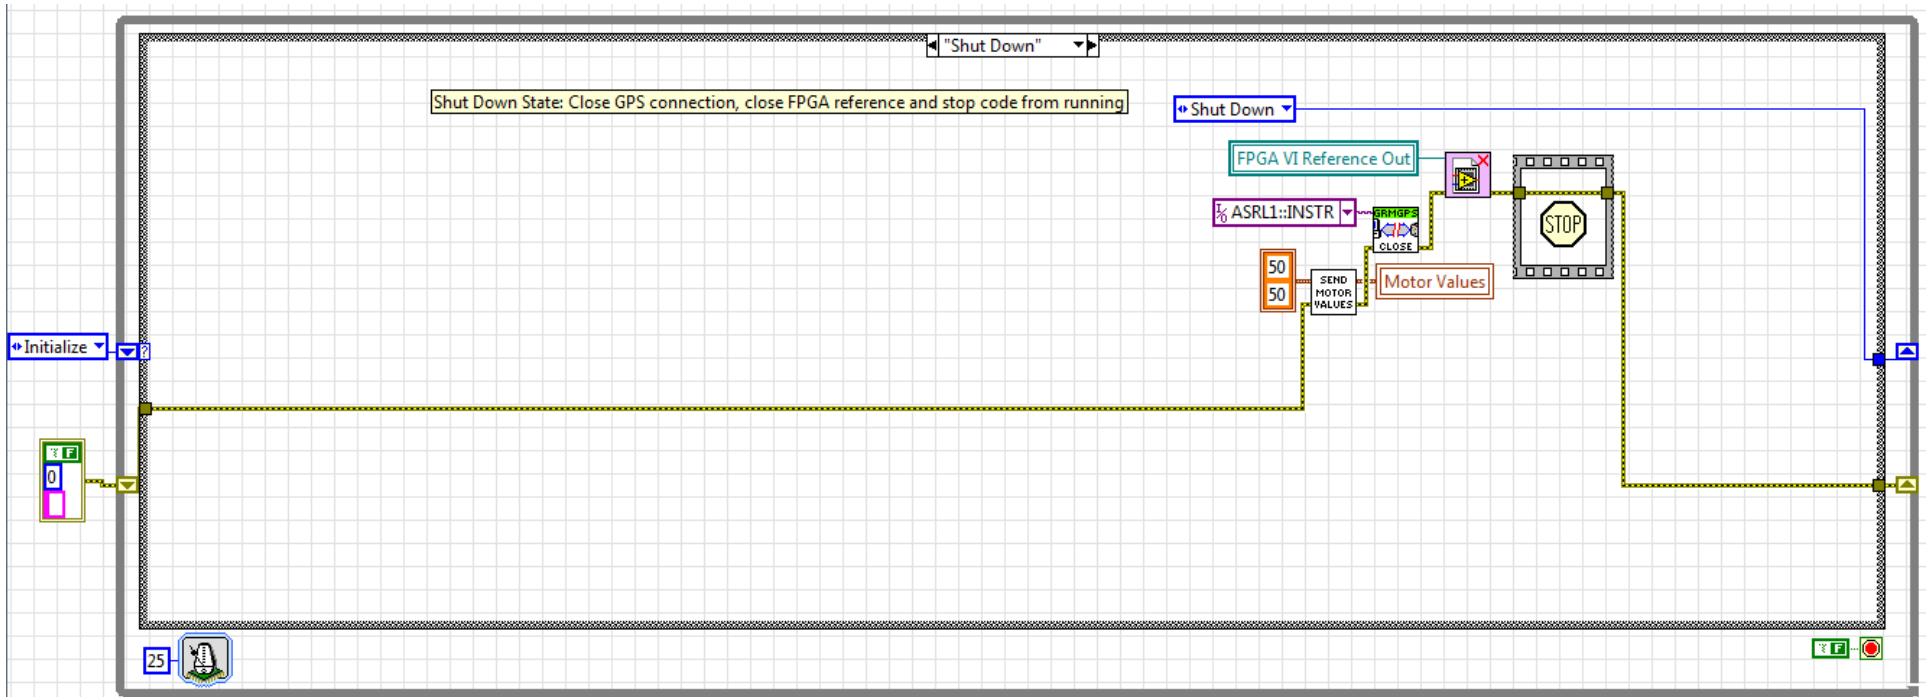 "Shut Down"
Shut Down State: Close GPS connection, close FPGA reference and stop code from running
Shut Down
FPGA VI Reference Out
ASRL1::INSTR
GRMGPS
CLOSE
STOP
50
50
SEND
MOTOR
VALUES
Motor Values
Initialize
?
F
0
25
F